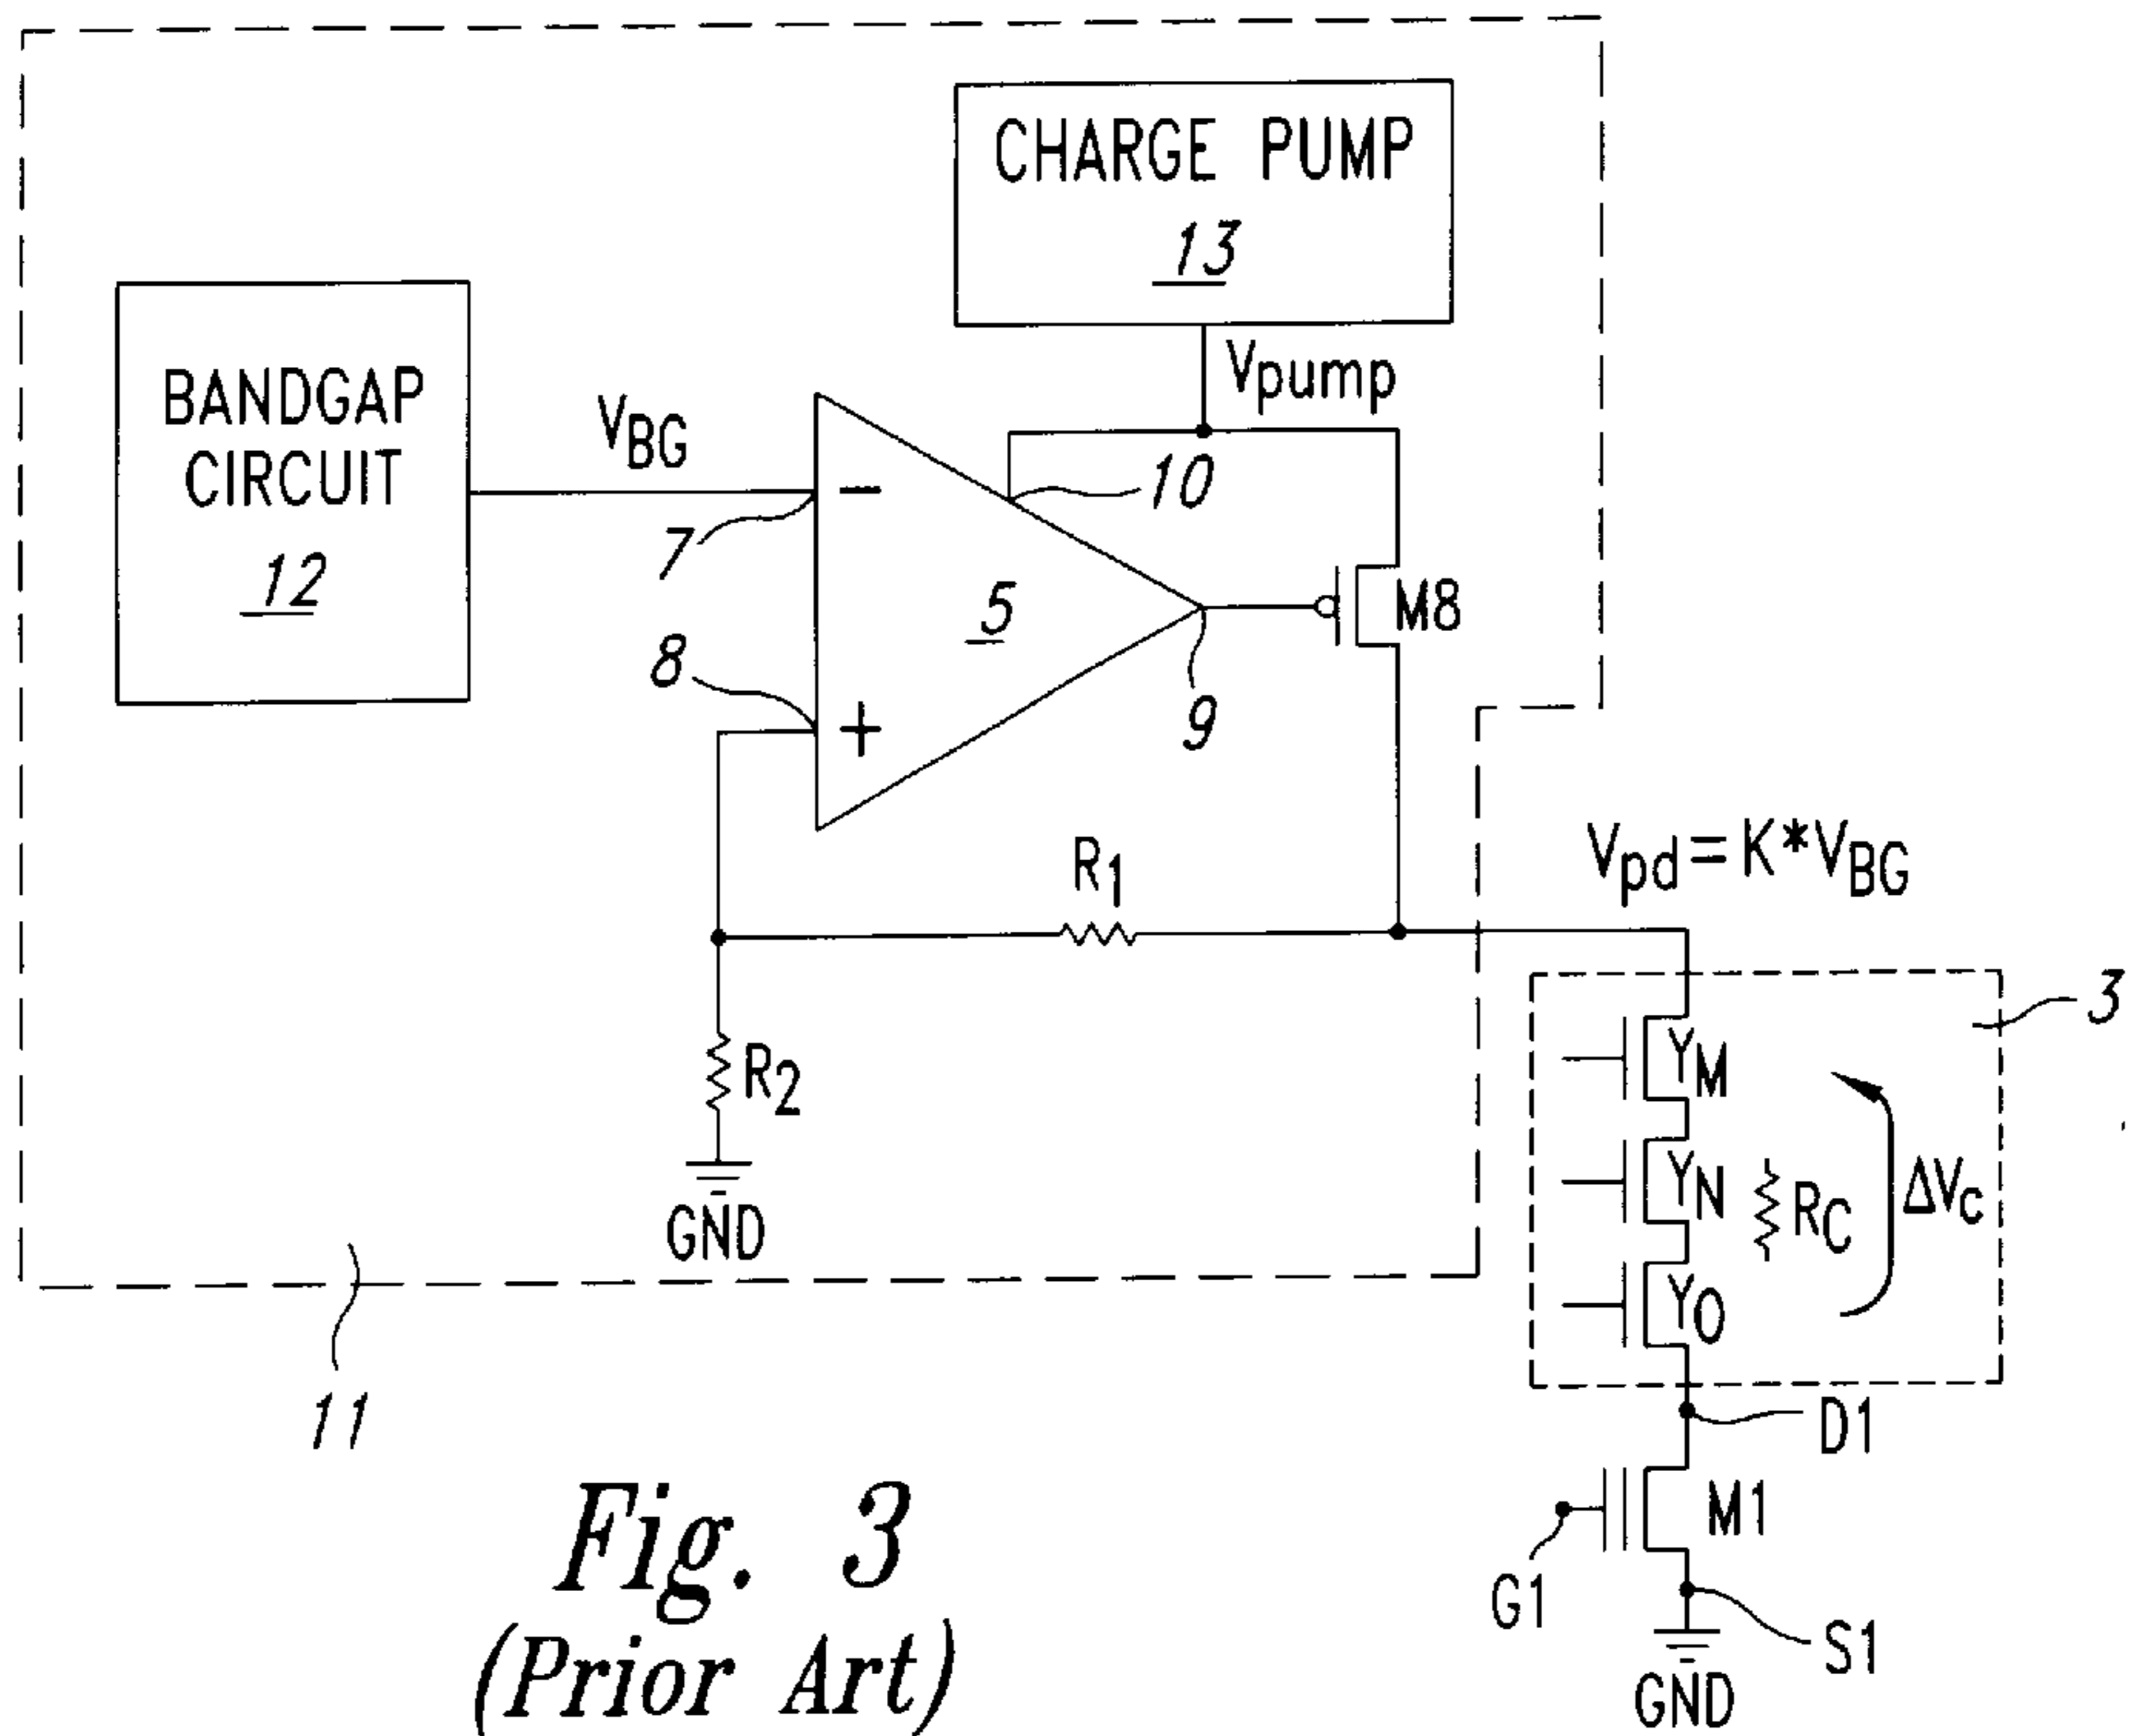 CHARGE PUMP
13
Vpump
BANDGAP
CIRCUIT
12
VBG
−
7
10
5
M8
8
+
9
Vpd=K*VBG
R1
R2
GND
3
YM
YN
RC
ΔVc
YO
11
D1
M1
G1
S1
GND
Fig. 3
(Prior Art)